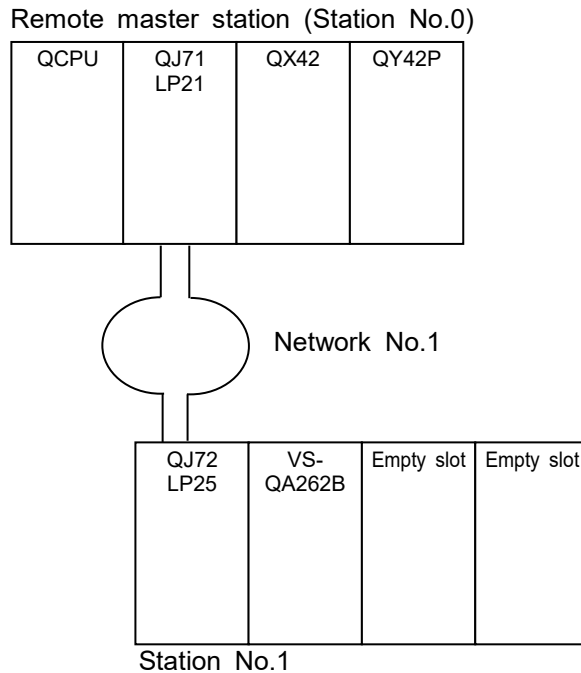 Remote master station (Station No.0)
QCPU
QJ71
LP21
QX42
QY42P
Network No.1
QJ72
LP25
VS-
QA262B
Empty slot
Empty slot
Station No.1